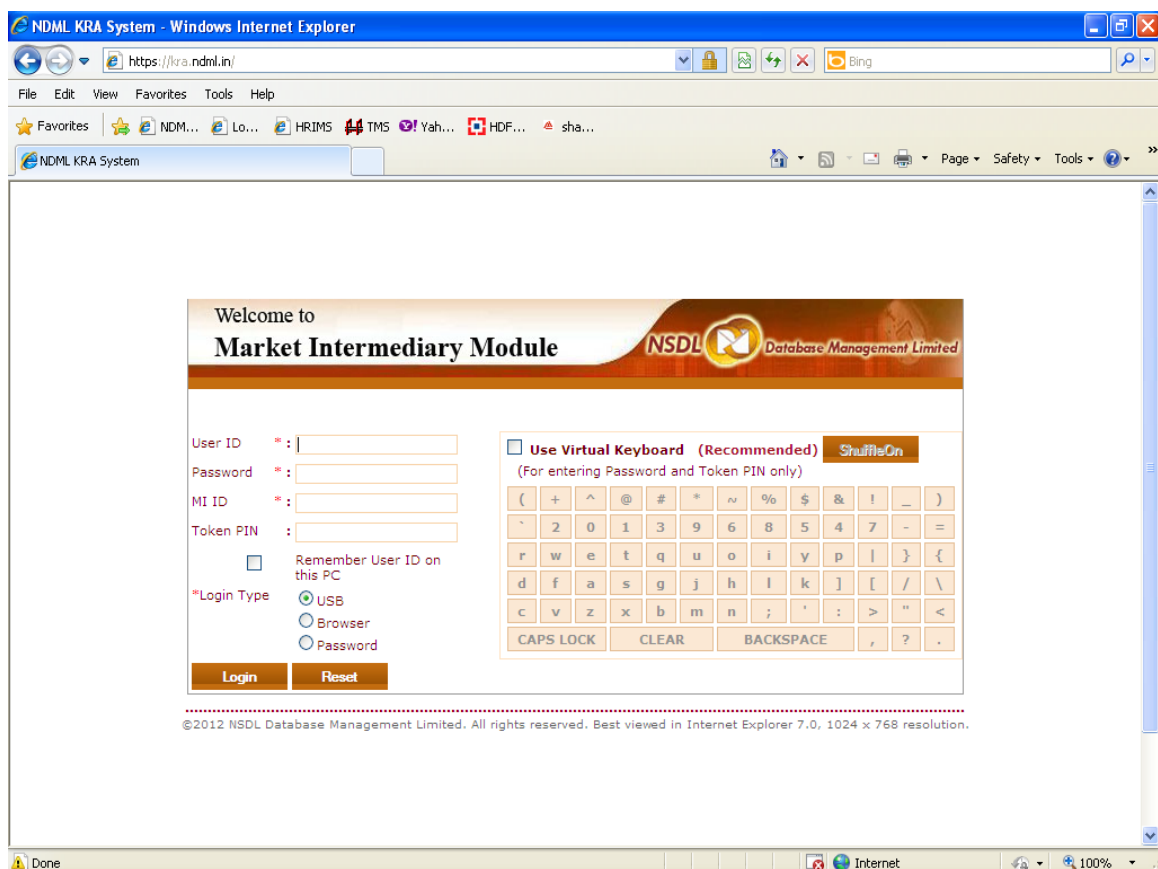 NDML KRA System - Windows Internet Explorer
https://kra.ndml.in/
Bing
File Edit View Favorites Tools Help
Favorites NDM... Lo... HRIMS TMS Yah... HDF... sha...
NDML KRA System
Page Safety Tools »
Welcome to
Market Intermediary Module
NSDL Database Management Limited
User ID * :
Password * :
MI ID * :
Token PIN :
Remember User ID on
this PC
*Login Type
USB
Browser
Password
Login Reset
Use Virtual Keyboard (Recommended) ShuffleOn
(For entering Password and Token PIN only)
( + ^ @ # * ~ % $ & ! _ )
` 2 0 1 3 9 6 8 5 4 7 - =
r w e t q u o i y p | } {
d f a s g j h l k ] [ / \
c v z x b m n ; ' : > " <
CAPS LOCK CLEAR BACKSPACE , ? .
©2012 NSDL Database Management Limited. All rights reserved. Best viewed in Internet Explorer 7.0, 1024 x 768 resolution.
Done Internet 100%